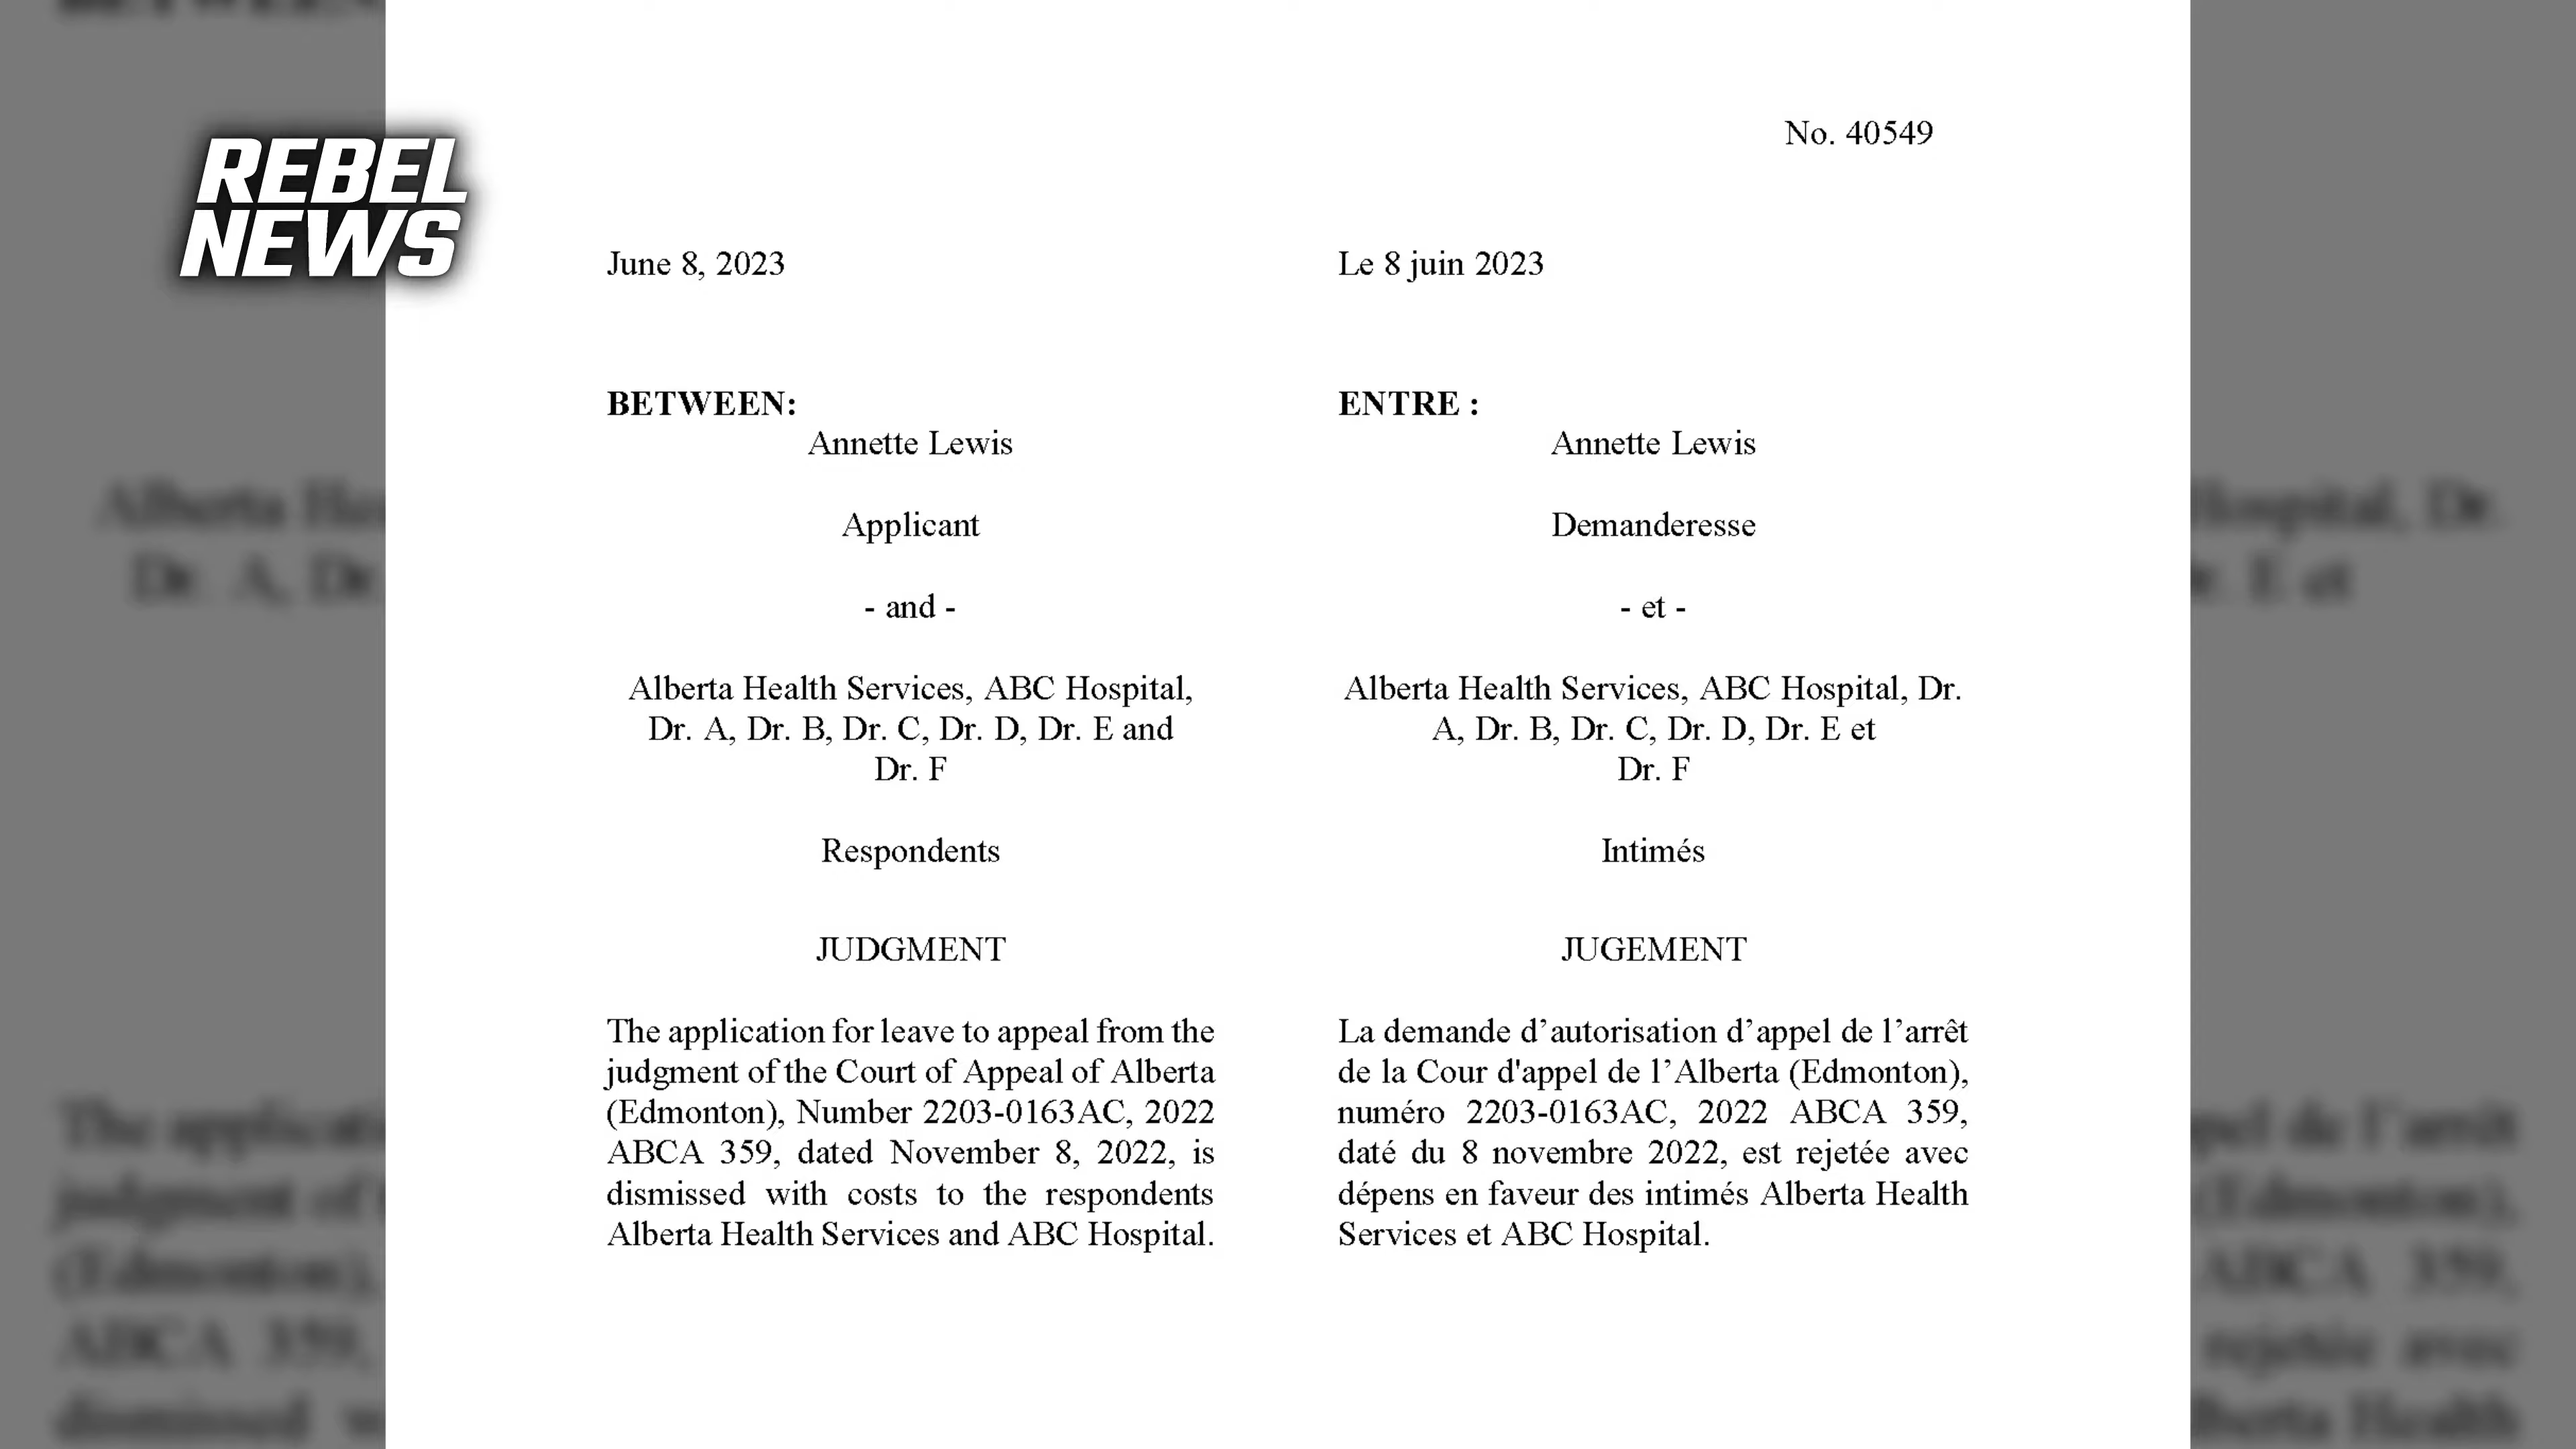 REBEL
NEWS
No. 40549
June 8, 2023
BETWEEN:
Annette Lewis
Applicant
- and -
Alberta Health Services, ABC Hospital,
Dr. A, Dr. B, Dr. C, Dr. D, Dr. E and
Dr. F
Respondents
JUDGMENT
The application for leave to appeal from the
judgment of the Court of Appeal of Alberta
(Edmonton), Number 2203-0163AC, 2022
ABCA 359, dated November 8, 2022, is
dismissed with costs to the respondents
Alberta Health Services and ABC Hospital.
Le 8 juin 2023
ENTRE :
Annette Lewis
Demanderesse
- et -
Alberta Health Services, ABC Hospital, Dr.
A, Dr. B, Dr. C, Dr. D, Dr. E et
Dr. F
Intimés
JUGEMENT
La demande d’autorisation d’appel de l’arrêt
de la Cour d'appel de l’Alberta (Edmonton),
numéro 2203-0163AC, 2022 ABCA 359,
daté du 8 novembre 2022, est rejetée avec
dépens en faveur des intimés Alberta Health
Services et ABC Hospital.